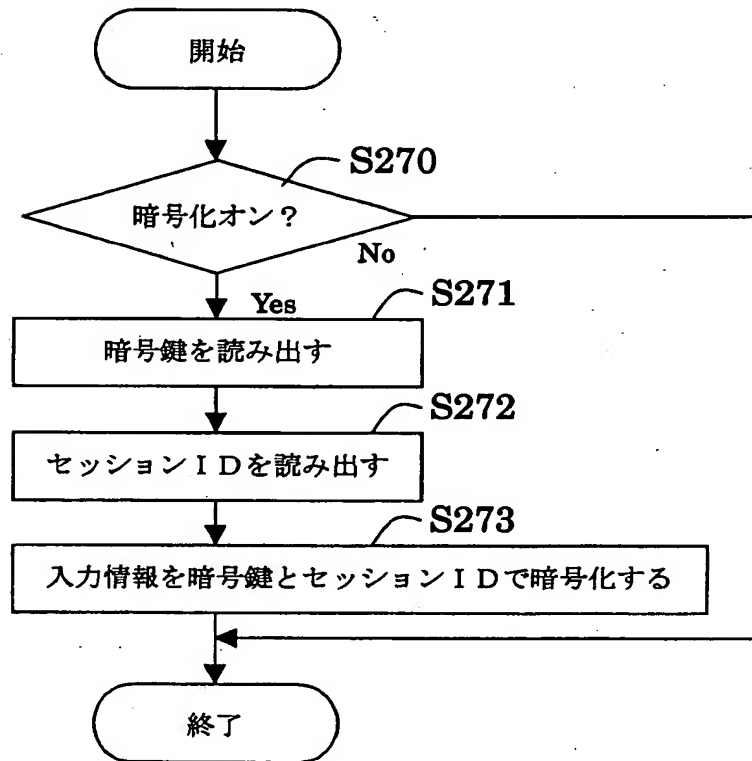 開始
S270
暗号化オン?
No
Yes
S271
暗号鍵を読み出す
S272
セッションIDを読み出す
S273
入力情報を暗号鍵とセッションIDで暗号化する
終了